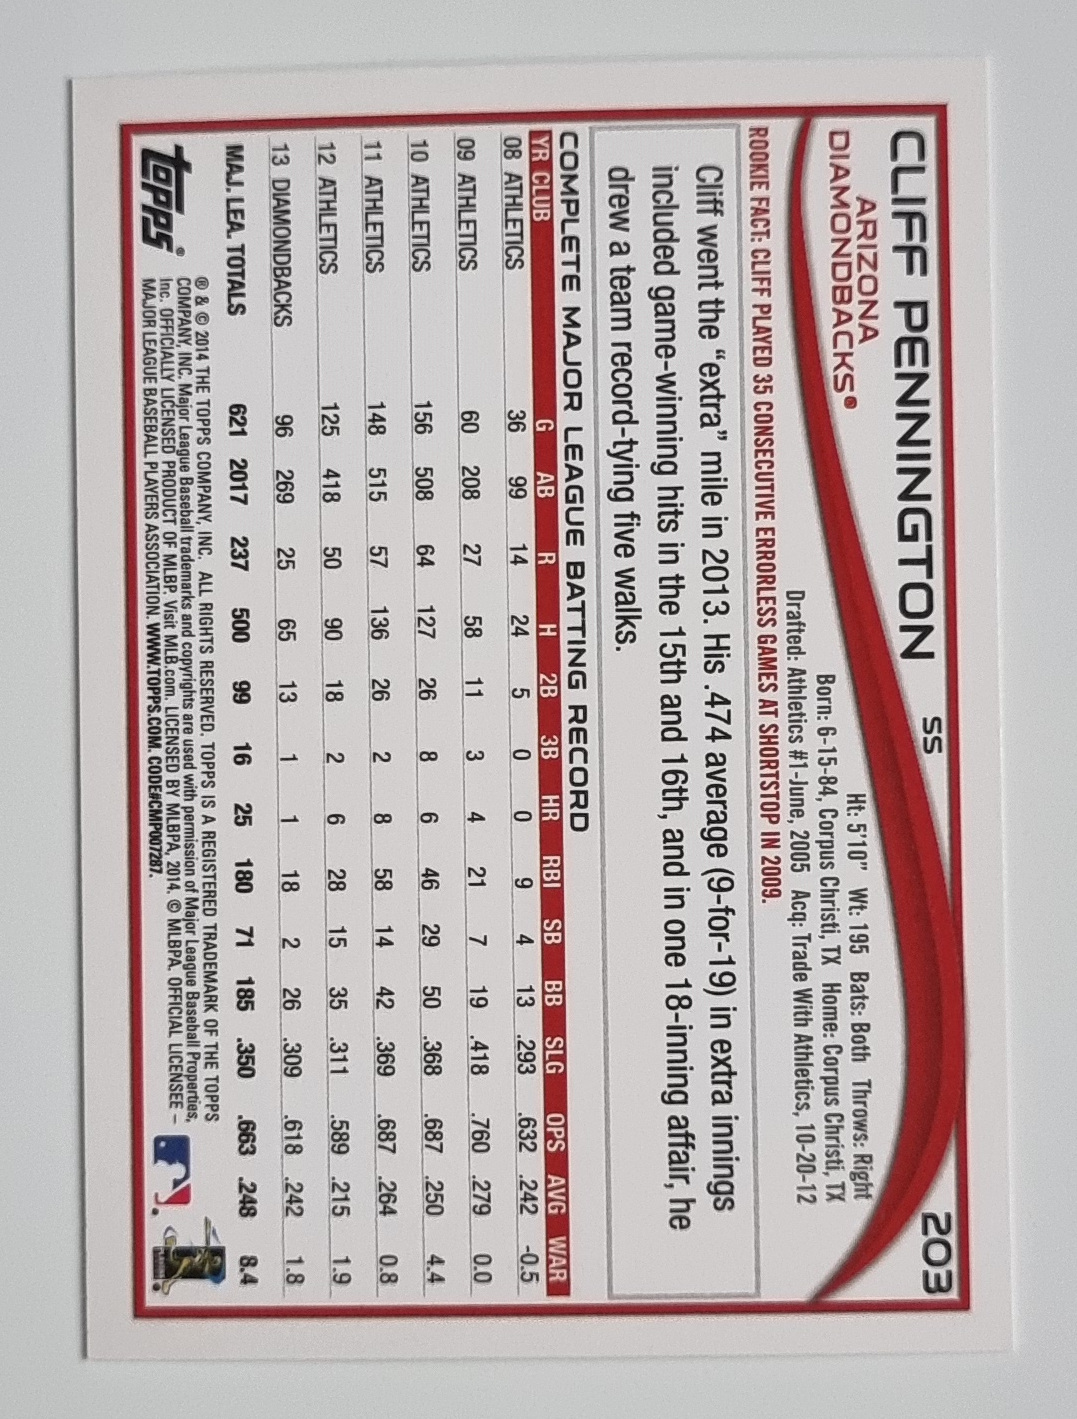 CLIFF PENNINGTON SS 203
ARIZONA
DIAMONDBACKS®
Ht: 5'10" Wt: 195 Bats: Both Throws: Right
Born: 6-15-84, Corpus Christi, TX Home: Corpus Christi, TX
Drafted: Athletics #1-June, 2005 Acq: Trade With Athletics, 10-20-12
ROOKIE FACT: CLIFF PLAYED 35 CONSECUTIVE ERRORLESS GAMES AT SHORTSTOP IN 2009.
Cliff went the “extra” mile in 2013. His .474 average (9-for-19) in extra innings
included game-winning hits in the 15th and 16th, and in one 18-inning affair, he
drew a team record-tying five walks.
COMPLETE MAJOR LEAGUE BATTING RECORD
YR CLUB G AB R H 2B 3B HR RBI SB BB SLG OPS AVG WAR
08 ATHLETICS 36 99 14 24 5 0 0 9 4 13 .293 .632 .242 -0.5
09 ATHLETICS 60 208 27 58 11 3 4 21 7 19 .418 .760 .279 0.0
10 ATHLETICS 156 508 64 127 26 8 6 46 29 50 .368 .687 .250 4.4
11 ATHLETICS 148 515 57 136 26 2 8 58 14 42 .369 .687 .264 0.8
12 ATHLETICS 125 418 50 90 18 2 6 28 15 35 .311 .589 .215 1.9
13 DIAMONDBACKS 96 269 25 65 13 1 1 18 2 26 .309 .618 .242 1.8
MAJ. LEA. TOTALS 621 2017 237 500 99 16 25 180 71 185 .350 .663 .248 8.4
topps®
® & © 2014 THE TOPPS COMPANY, INC. ALL RIGHTS RESERVED. TOPPS IS A REGISTERED TRADEMARK OF THE TOPPS
COMPANY, INC. Major League Baseball trademarks and copyrights are used with permission of Major League Baseball Properties,
Inc. OFFICIALLY LICENSED PRODUCT OF MLBP. Visit MLB.com. LICENSED BY MLBPA, 2014. © MLBPA. OFFICIAL LICENSEE –
MAJOR LEAGUE BASEBALL PLAYERS ASSOCIATION. WWW.TOPPS.COM. CODE#CMP007287.